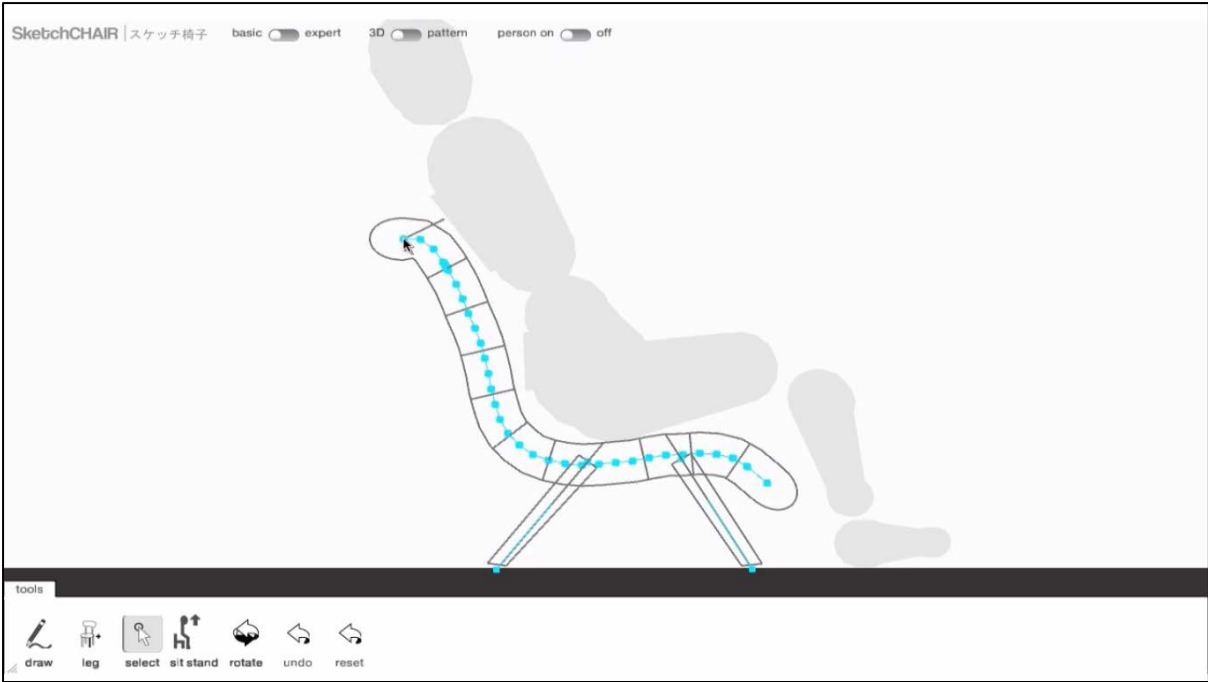 SketchCHAIR スケッチ椅子 basic expert 3D pattern person on off
tools
draw leg select sit stand rotate undo reset